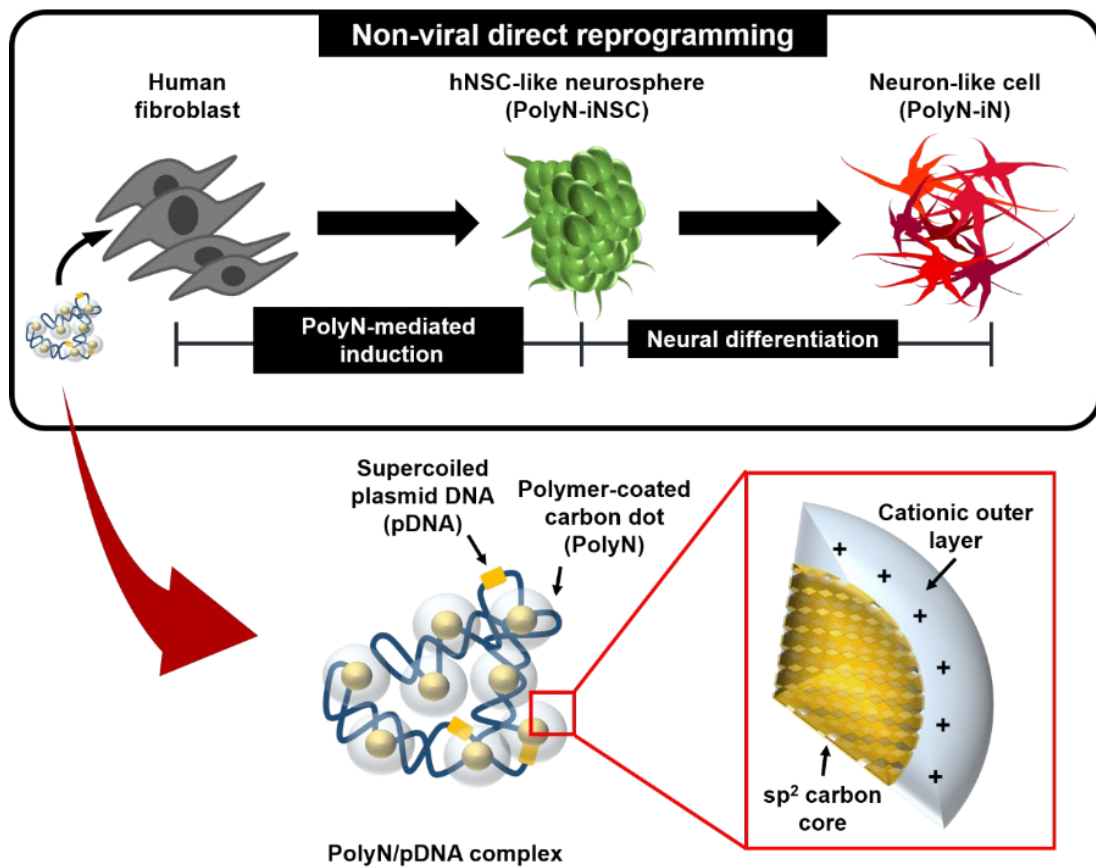 Non-viral direct reprogramming
Human
fibroblast
hNSC-like neurosphere
(PolyN-iNSC)
Neuron-like cell
(PolyN-iN)
PolyN-mediated
induction
Neural differentiation
Supercoiled
plasmid DNA
(pDNA)
Polymer-coated
carbon dot
(PolyN)
Cationic outer
layer
+
+
+
+
+
+
sp² carbon
core
PolyN/pDNA complex